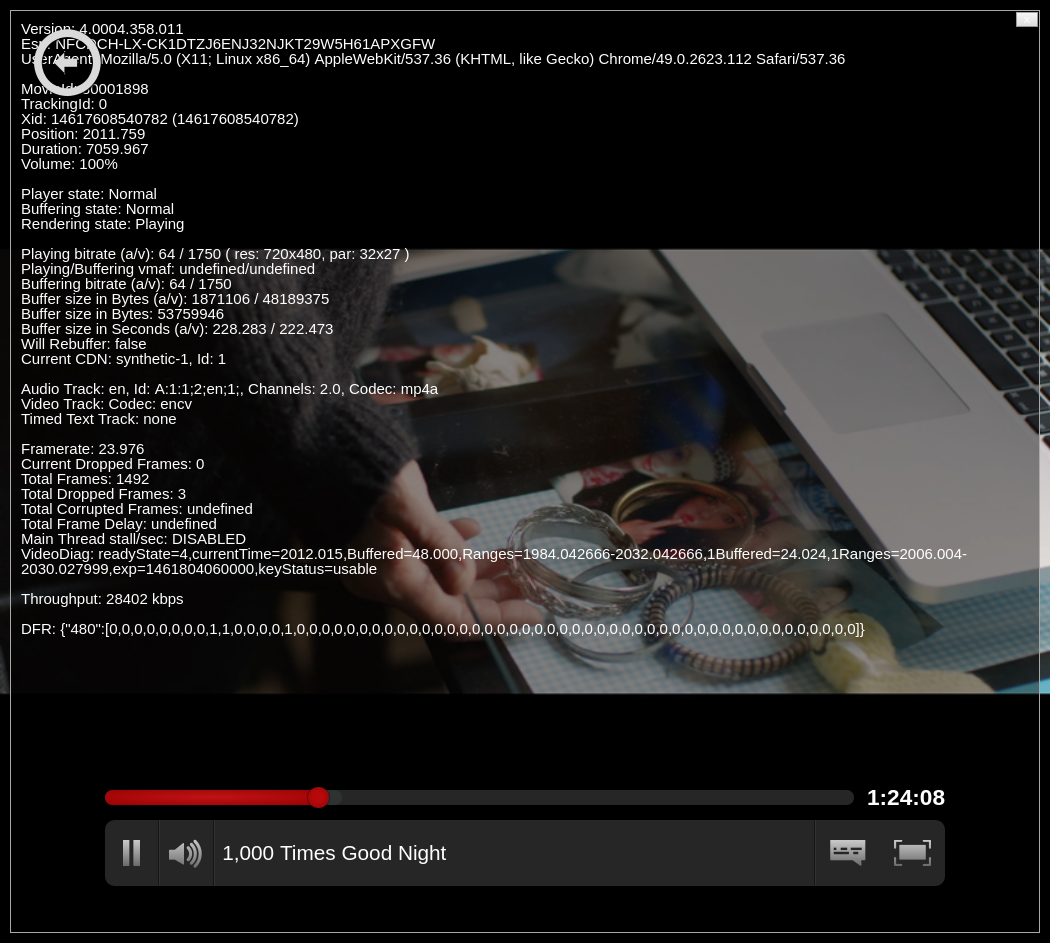 Version: 4.0004.358.011
Esn: NFCDCH-LX-CK1DTZJ6ENJ32NJKT29W5H61APXGFW
UserAgent: Mozilla/5.0 (X11; Linux x86_64) AppleWebKit/537.36 (KHTML, like Gecko) Chrome/49.0.2623.112 Safari/537.36
MovieId: 80001898
TrackingId: 0
Xid: 14617608540782 (14617608540782)
Position: 2011.759
Duration: 7059.967
Volume: 100%
Player state: Normal
Buffering state: Normal
Rendering state: Playing
Playing bitrate (a/v): 64 / 1750 ( res: 720x480, par: 32x27 )
Playing/Buffering vmaf: undefined/undefined
Buffering bitrate (a/v): 64 / 1750
Buffer size in Bytes (a/v): 1871106 / 48189375
Buffer size in Bytes: 53759946
Buffer size in Seconds (a/v): 228.283 / 222.473
Will Rebuffer: false
Current CDN: synthetic-1, Id: 1
Audio Track: en, Id: A:1:1;2;en;1;, Channels: 2.0, Codec: mp4a
Video Track: Codec: encv
Timed Text Track: none
Framerate: 23.976
Current Dropped Frames: 0
Total Frames: 1492
Total Dropped Frames: 3
Total Corrupted Frames: undefined
Total Frame Delay: undefined
Main Thread stall/sec: DISABLED
VideoDiag: readyState=4,currentTime=2012.015,Buffered=48.000,Ranges=1984.042666-2032.042666,1Buffered=24.024,1Ranges=2006.004-
2030.027999,exp=1461804060000,keyStatus=usable
Throughput: 28402 kbps
DFR: {"480":[0,0,0,0,0,0,0,0,1,1,0,0,0,0,1,0,0,0,0,0,0,0,0,0,0,0,0,0,0,0,0,0,0,0,0,0,0,0,0,0,0,0,0,0,0,0,0,0,0,0,0,0,0,0,0,0,0,0,0,0]}
1:24:08
1,000 Times Good Night